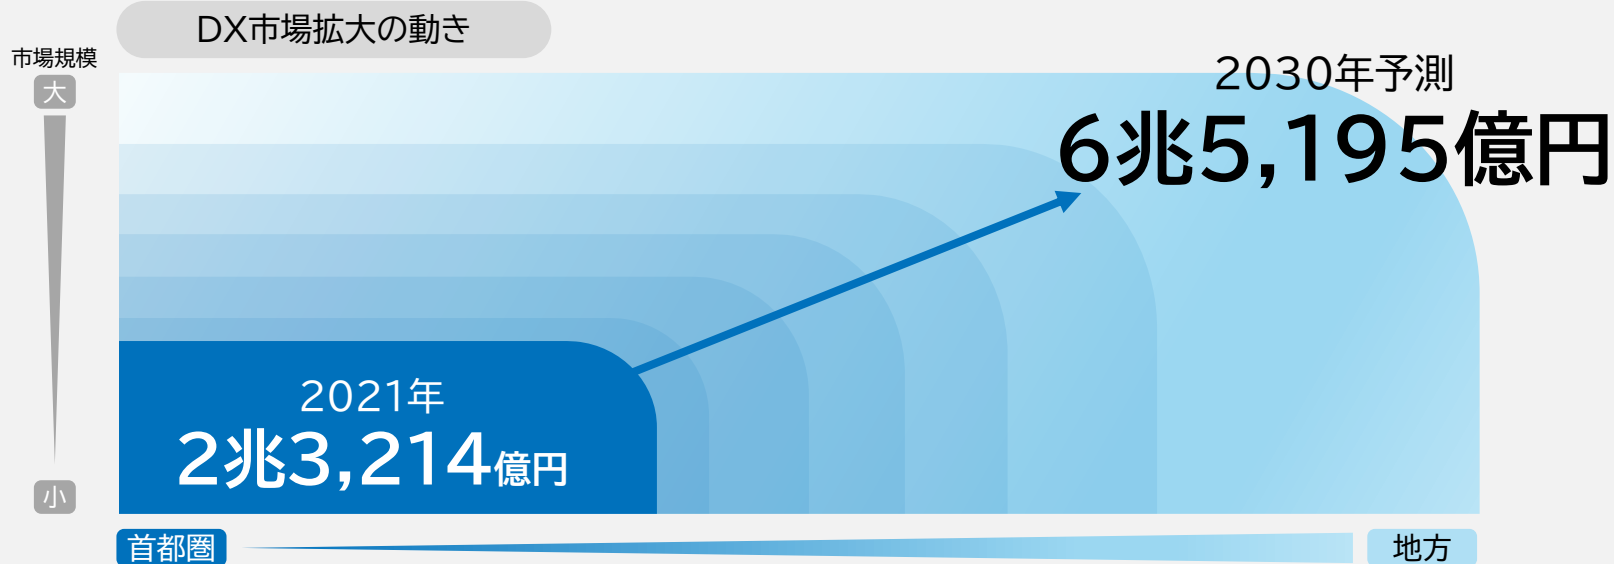 DX市場拡大の動き
市場規模
大
2030年予測
6兆5,195億円
2021年
2兆3,214億円
小
首都圏
地方